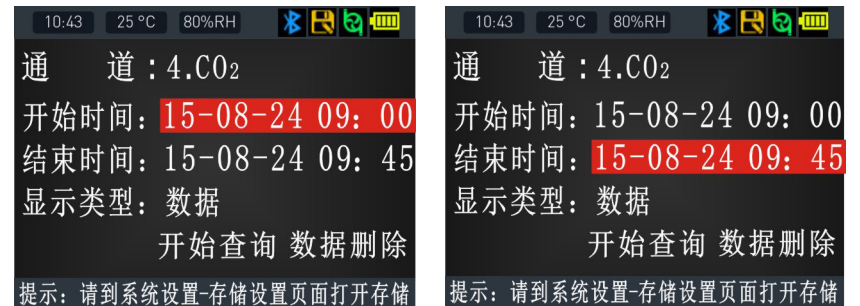 10:43 25°C 80%RH
通 道：4.CO₂
开始时间：15-08-24 09：00
结束时间：15-08-24 09：45
显示类型：数据
开始查询 数据删除
提示：请到系统设置-存储设置页面打开存储
10:43 25°C 80%RH
通 道：4.CO₂
开始时间：15-08-24 09：00
结束时间：15-08-24 09：45
显示类型：数据
开始查询 数据删除
提示：请到系统设置-存储设置页面打开存储